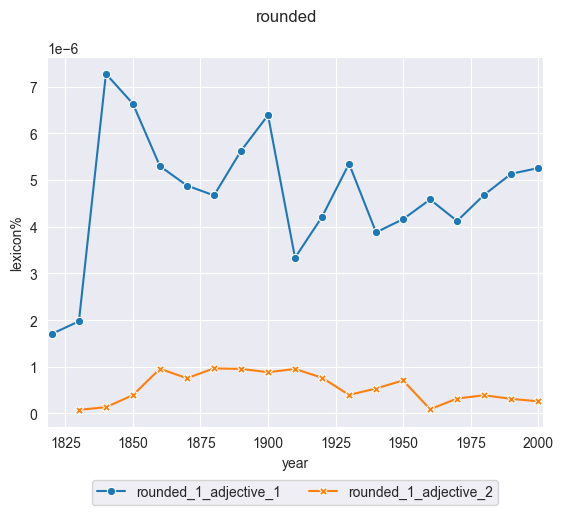 rounded
1e−6
7
6
5
4
3
2
1
0
lexicon%
1825 1850 1875 1900 1925 1950 1975 2000
year
rounded_1_adjective_1 rounded_1_adjective_2